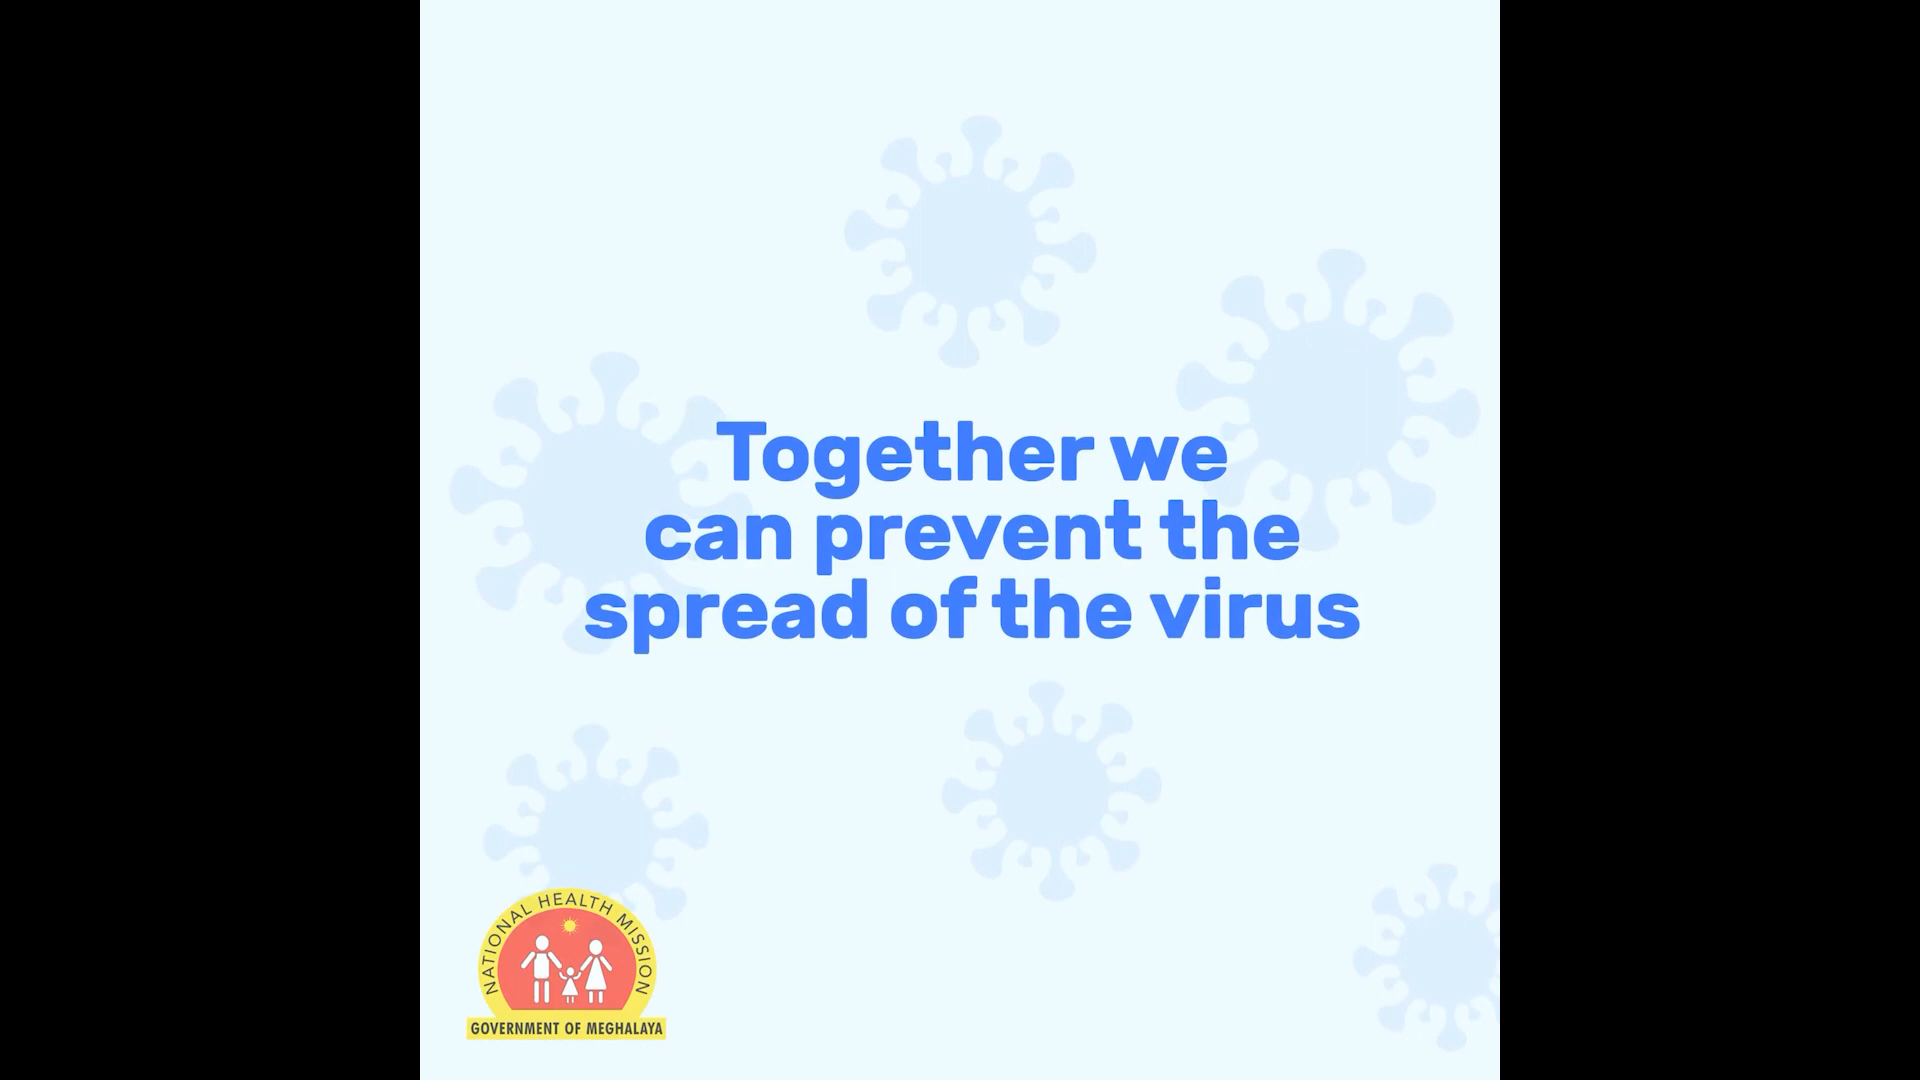 Together we
can prevent the
spread of the virus
NATIONAL HEALTH MISSION
GOVERNMENT OF MEGHALAYA